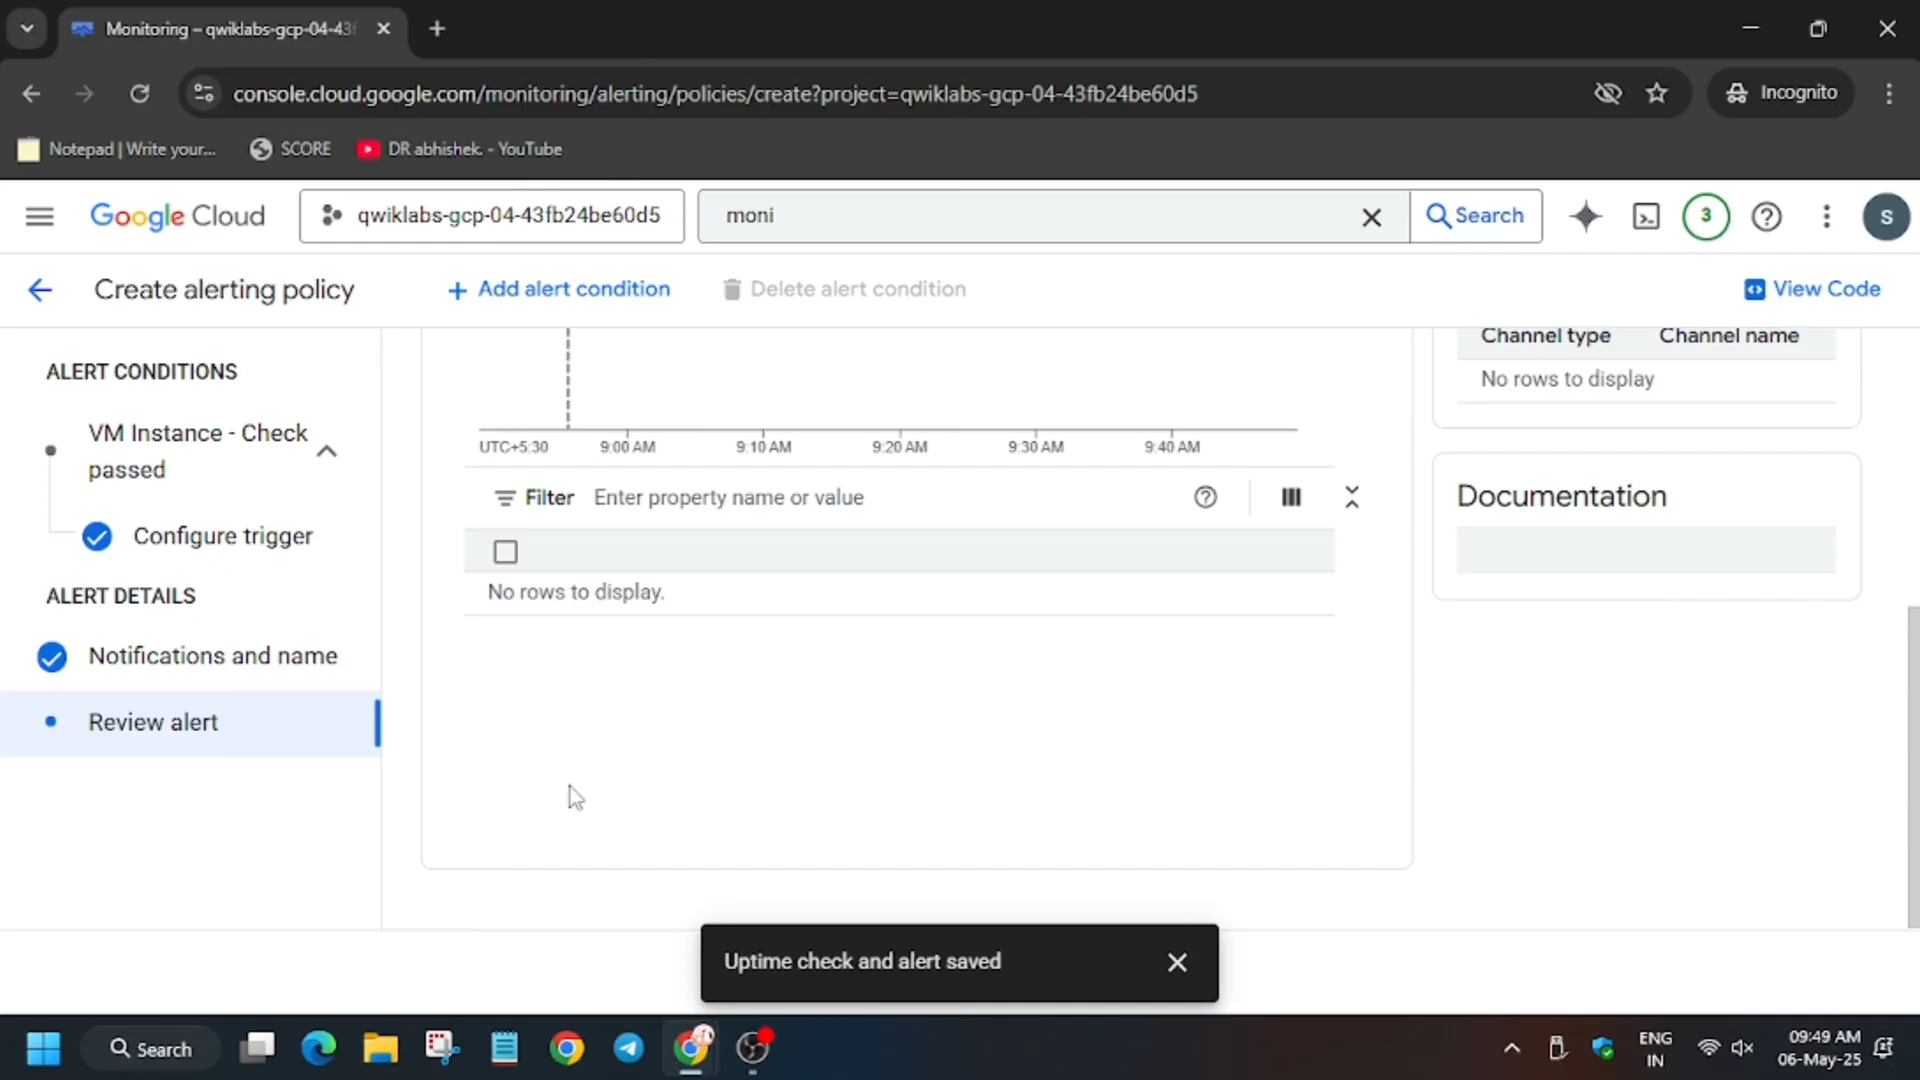 Monitoring – qwiklabs-gcp-04-43f
console.cloud.google.com/monitoring/alerting/policies/create?project=qwiklabs-gcp-04-43fb24be60d5
Incognito
Notepad | Write your...
SCORE
DR abhishek. - YouTube
Google Cloud
qwiklabs-gcp-04-43fb24be60d5
moni
Search
3
S
Create alerting policy
Add alert condition
Delete alert condition
View Code
ALERT CONDITIONS
VM Instance - Check
passed
Configure trigger
ALERT DETAILS
Notifications and name
Review alert
UTC+5:30 9:00 AM 9:10 AM 9:20 AM 9:30 AM 9:40 AM
Filter Enter property name or value
No rows to display.
Channel type Channel name
No rows to display
Documentation
Uptime check and alert saved
Search
ENG
IN
09:49 AM
06-May-25